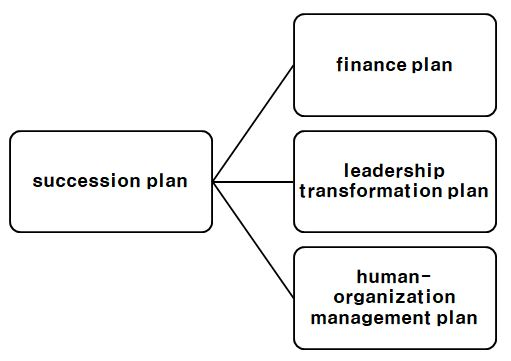 succession plan
finance plan
leadership
transformation plan
human-
organization
management plan